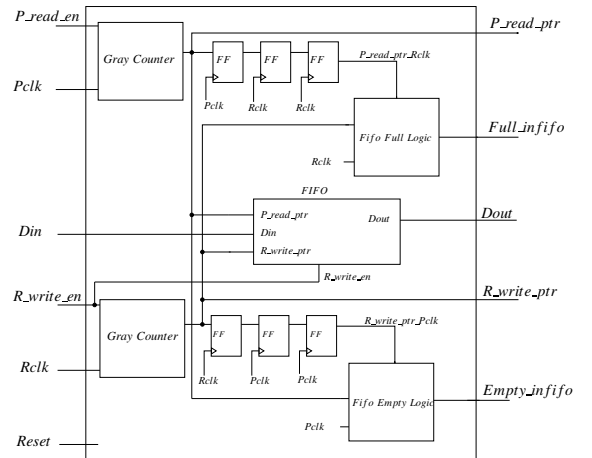 P_read_en
P_read_ptr
Gray Counter
FF
FF
FF
P_read_ptr_Rclk
Pclk
Pclk
Rclk
Rclk
Fifo Full Logic
Full_infifo
Rclk
FIFO
P_read_ptr
Dout
Dout
Din
Din
R_write_ptr
R_write_en
R_write_en
R_write_ptr
Gray Counter
FF
FF
FF
R_write_ptr_Pclk
Rclk
Rclk
Pclk
Pclk
Fifo Empty Logic
Empty_infifo
Pclk
Reset